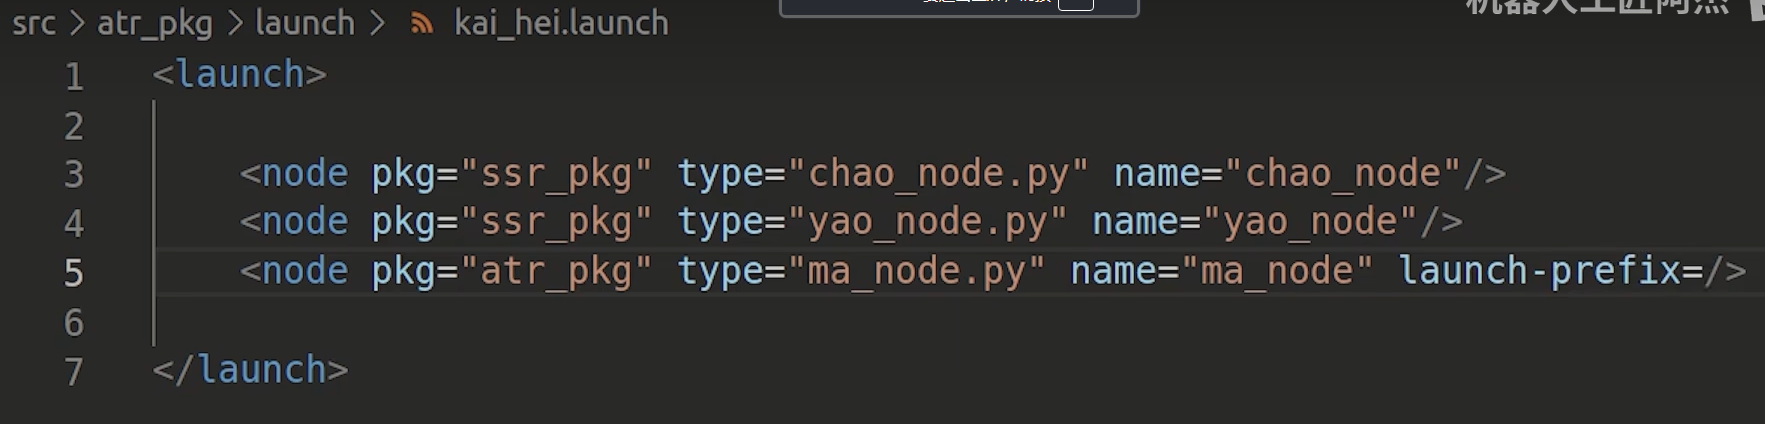 src > atr_pkg > launch > kai_hei.launch
机器人工匠阿杰
1 <launch>
2
3 <node pkg="ssr_pkg" type="chao_node.py" name="chao_node"/>
4 <node pkg="ssr_pkg" type="yao_node.py" name="yao_node"/>
5 <node pkg="atr_pkg" type="ma_node.py" name="ma_node" launch-prefix=/>
6
7 </launch>